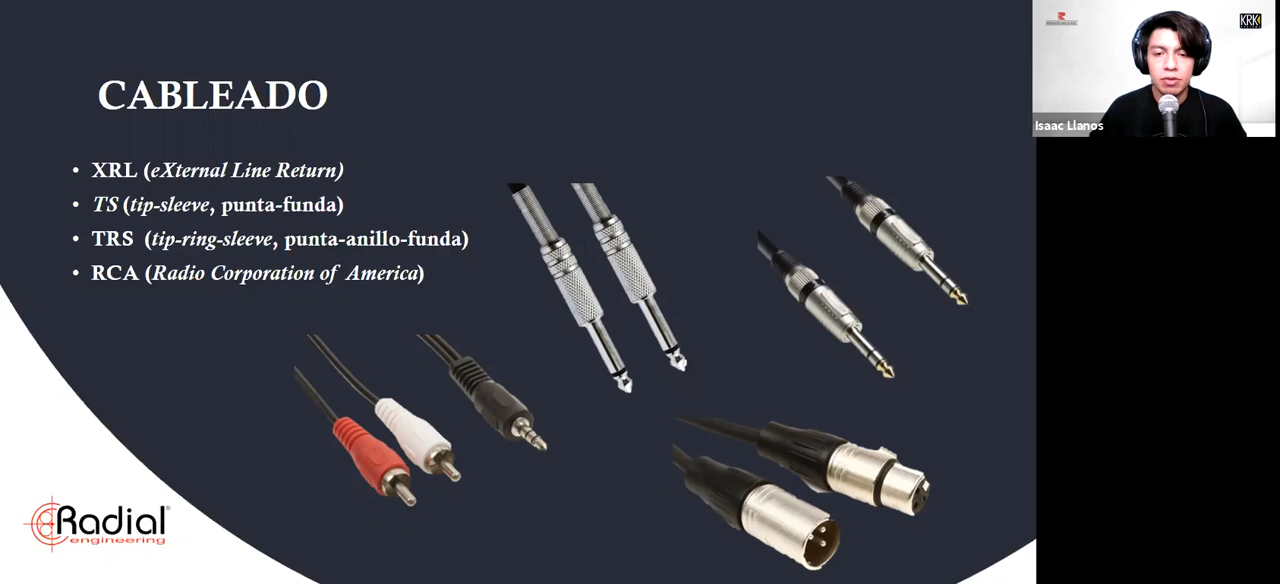 CABLEADO
• XRL (eXternal Line Return)
• TS (tip-sleeve, punta-funda)
• TRS (tip-ring-sleeve, punta-anillo-funda)
• RCA (Radio Corporation of America)
Radial®
engineering
KRK
Isaac Llanos